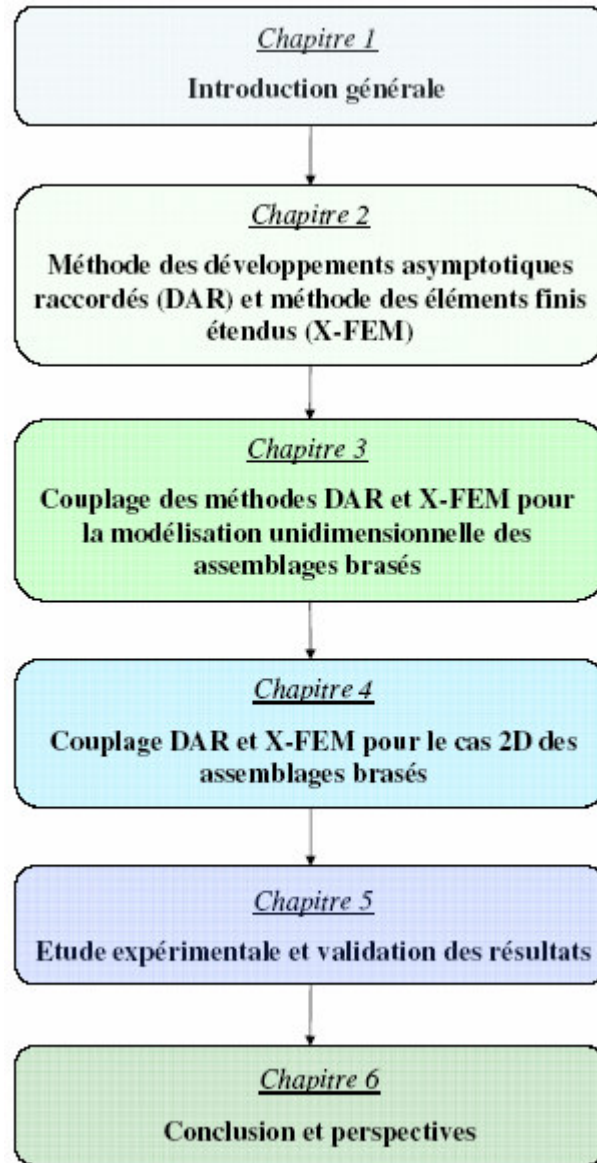 Chapitre 1
Introduction générale
Chapitre 2
Méthode des développements asymptotiques
raccordés (DAR) et méthode des éléments finis
étendus (X-FEM)
Chapitre 3
Couplage des méthodes DAR et X-FEM pour
la modélisation unidimensionnelle des
assemblages brasés
Chapitre 4
Couplage DAR et X-FEM pour le cas 2D des
assemblages brasés
Chapitre 5
Etude expérimentale et validation des résultats
Chapitre 6
Conclusion et perspectives